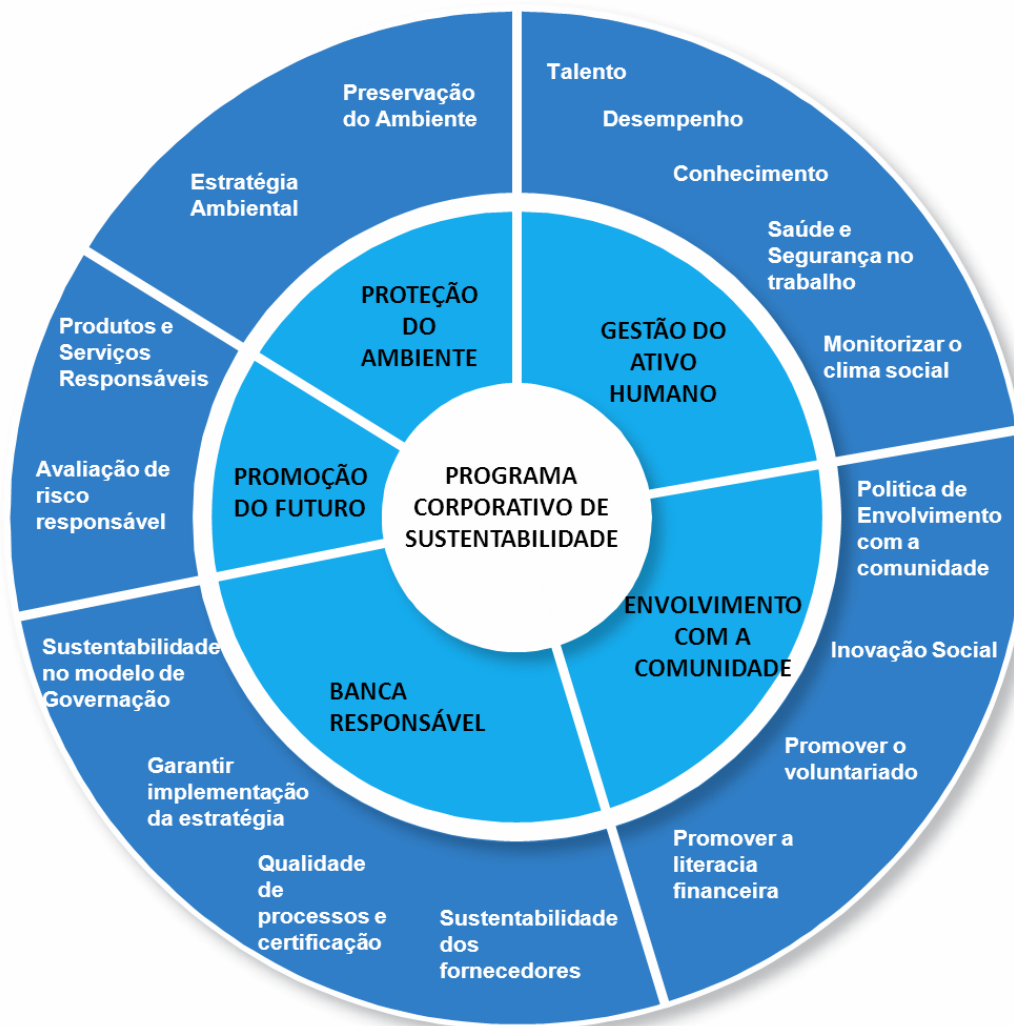 PROGRAMA
CORPORATIVO DE
SUSTENTABILIDADE
GESTÃO DO
ATIVO
HUMANO
Talento
Desempenho
Conhecimento
Saúde e
Segurança no
trabalho
Monitorizar o
clima social
ENVOLVIMENTO
COM A
COMUNIDADE
Politica de
Envolvimento
com a
comunidade
Inovação Social
Promover o
voluntariado
Promover a
literacia
financeira
BANCA
RESPONSÁVEL
Sustentabilidade
dos
fornecedores
Qualidade
de
processos e
certificação
Garantir
implementação
da estratégia
Sustentabilidade
no modelo de
Governação
PROMOÇÃO
DO FUTURO
Avaliação de
risco
responsável
Produtos e
Serviços
Responsáveis
PROTEÇÃO
DO
AMBIENTE
Estratégia
Ambiental
Preservação
do Ambiente